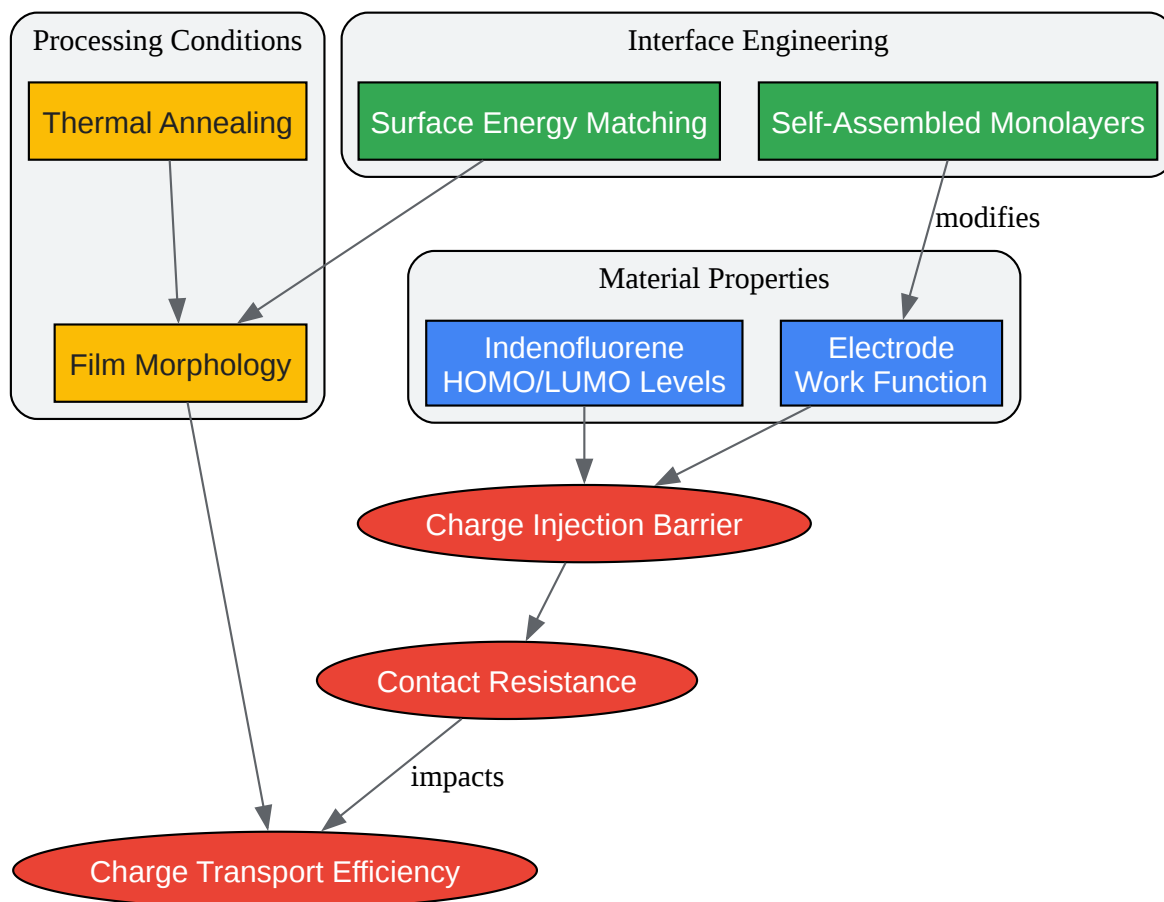 Processing Conditions
Interface Engineering
Thermal Annealing
Surface Energy Matching
Self-Assembled Monolayers
modifies
Material Properties
Film Morphology
Indenofluorene
HOMO/LUMO Levels
Electrode
Work Function
Charge Injection Barrier
Contact Resistance
impacts
Charge Transport Efficiency